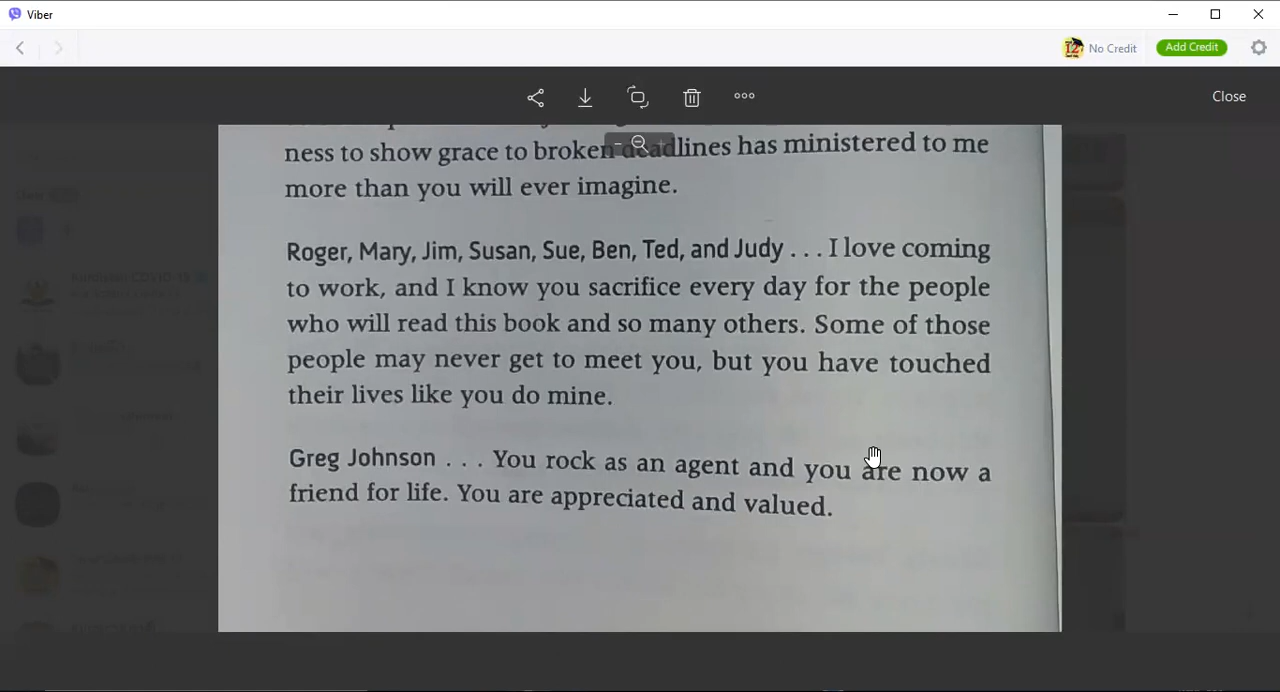 Viber
No Credit
Add Credit
Close
ness to show grace to broken deadlines has ministered to me
more than you will ever imagine.
Roger, Mary, Jim, Susan, Sue, Ben, Ted, and Judy . . . I love coming
to work, and I know you sacrifice every day for the people
who will read this book and so many others. Some of those
people may never get to meet you, but you have touched
their lives like you do mine.
Greg Johnson . . . You rock as an agent and you are now a
friend for life. You are appreciated and valued.